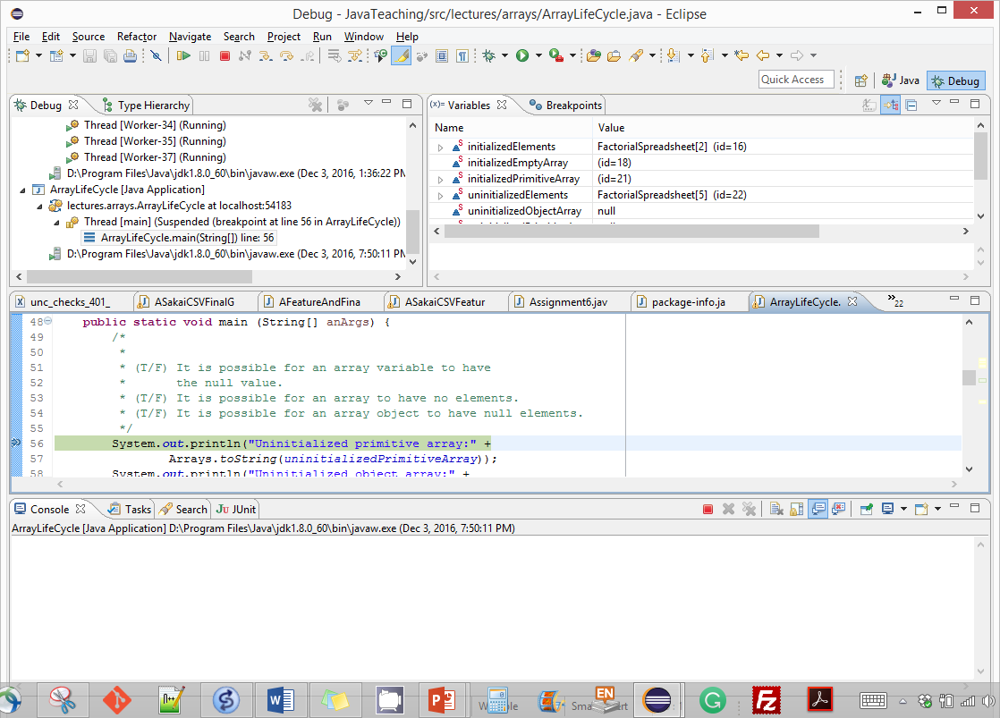 Debug - JavaTeaching/src/lectures/arrays/ArrayLifeCycle.java - Eclipse
File Edit Source Refactor Navigate Search Project Run Window Help
Quick Access Java Debug
Debug Type Hierarchy
Thread [Worker-34] (Running)
Thread [Worker-35] (Running)
Thread [Worker-37] (Running)
D:\Program Files\Java\jdk1.8.0_60\bin\javaw.exe (Dec 3, 2016, 1:36:22 PM
ArrayLifeCycle [Java Application]
lectures.arrays.ArrayLifeCycle at localhost:54183
Thread [main] (Suspended (breakpoint at line 56 in ArrayLifeCycle))
ArrayLifeCycle.main(String[]) line: 56
D:\Program Files\Java\jdk1.8.0_60\bin\javaw.exe (Dec 3, 2016, 7:50:11 PM
(x)= Variables Breakpoints
Name Value
initializedElements FactorialSpreadsheet[2] (id=16)
initializedEmptyArray (id=18)
initializedPrimitiveArray (id=21)
uninitializedElements FactorialSpreadsheet[5] (id=22)
uninitializedObjectArray null
unc_checks_401_ ASakaiCSVFinalG AFeatureAndFina ASakaiCSVFeatur Assignment6.jav package-info.ja ArrayLifeCycle. »22
48 public static void main (String[] anArgs) {
49 /*
50 *
51 * (T/F) It is possible for an array variable to have
52 * the null value.
53 * (T/F) It is possible for an array to have no elements.
54 * (T/F) It is possible for an array object to have null elements.
55 */
56 System.out.println("Uninitialized primitive array:" +
57 Arrays.toString(uninitializedPrimitiveArray));
58 System.out.println("Uninitialized object array:" +
Console Tasks Search JUnit
ArrayLifeCycle [Java Application] D:\Program Files\Java\jdk1.8.0_60\bin\javaw.exe (Dec 3, 2016, 7:50:11 PM)
EN